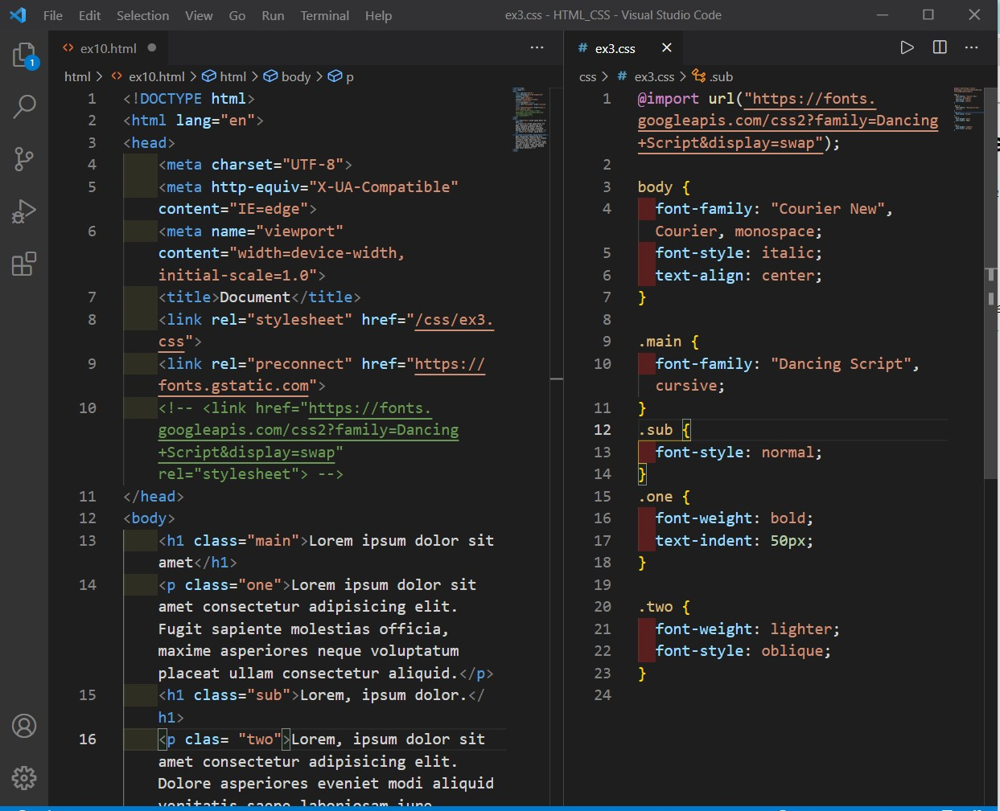 File Edit Selection View Go Run Terminal Help ex3.css - HTML_CSS - Visual Studio Code
1
ex10.html
html > ex10.html > html > body > p
1 <!DOCTYPE html>
2 <html lang="en">
3 <head>
4 <meta charset="UTF-8">
5 <meta http-equiv="X-UA-Compatible"
content="IE=edge">
6 <meta name="viewport"
content="width=device-width,
initial-scale=1.0">
7 <title>Document</title>
8 <link rel="stylesheet" href="/css/ex3.
css">
9 <link rel="preconnect" href="https://
fonts.gstatic.com">
10 <!-- <link href="https://fonts.
googleapis.com/css2?family=Dancing
+Script&display=swap"
rel="stylesheet"> -->
11 </head>
12 <body>
13 <h1 class="main">Lorem ipsum dolor sit
amet</h1>
14 <p class="one">Lorem ipsum dolor sit
amet consectetur adipisicing elit.
Fugit sapiente molestias officia,
maxime asperiores neque voluptatum
placeat ullam consectetur aliquid.</p>
15 <h1 class="sub">Lorem, ipsum dolor.</
h1>
16 <p clas= "two">Lorem, ipsum dolor sit
amet consectetur adipisicing elit.
Dolore asperiores eveniet modi aliquid
veritatis saepe laboriosam iure
# ex3.css
css > # ex3.css > .sub
1 @import url("https://fonts.
googleapis.com/css2?family=Dancing
+Script&display=swap");
2
3 body {
4 font-family: "Courier New",
Courier, monospace;
5 font-style: italic;
6 text-align: center;
7 }
8
9 .main {
10 font-family: "Dancing Script",
cursive;
11 }
12 .sub {
13 font-style: normal;
14 }
15 .one {
16 font-weight: bold;
17 text-indent: 50px;
18 }
19
20 .two {
21 font-weight: lighter;
22 font-style: oblique;
23 }
24